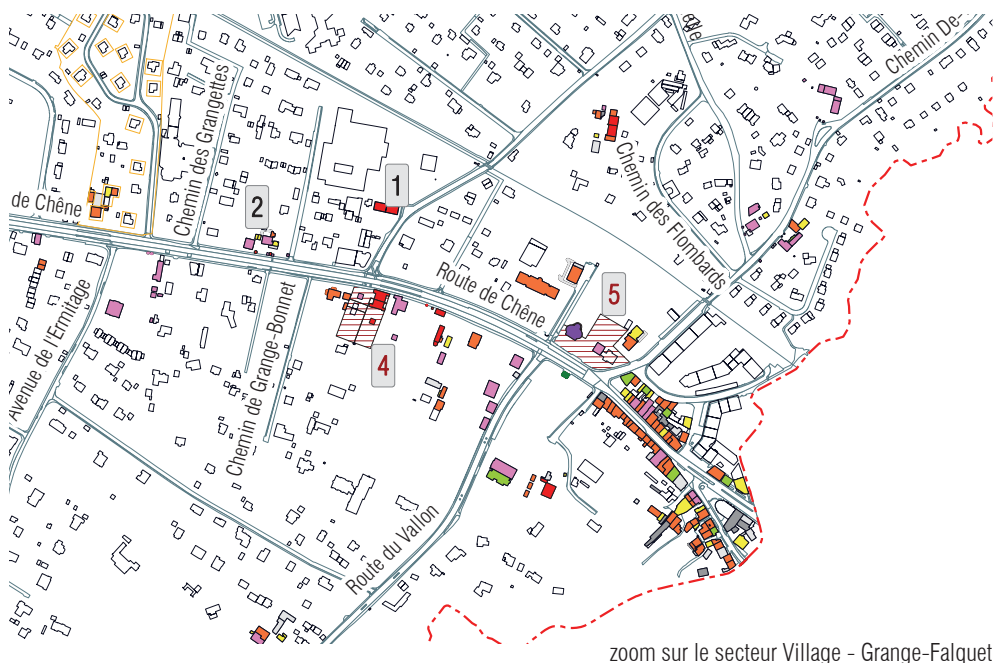 Chemin De-
Chemin des Grangettes
1
2
de Chêne
Chemin des Flombards
Route de Chêne
5
4
Avenue de l'Ermitage
Chemin de Grange-Bonnet
Route du Vallon
zoom sur le secteur Village - Grange-Falquet